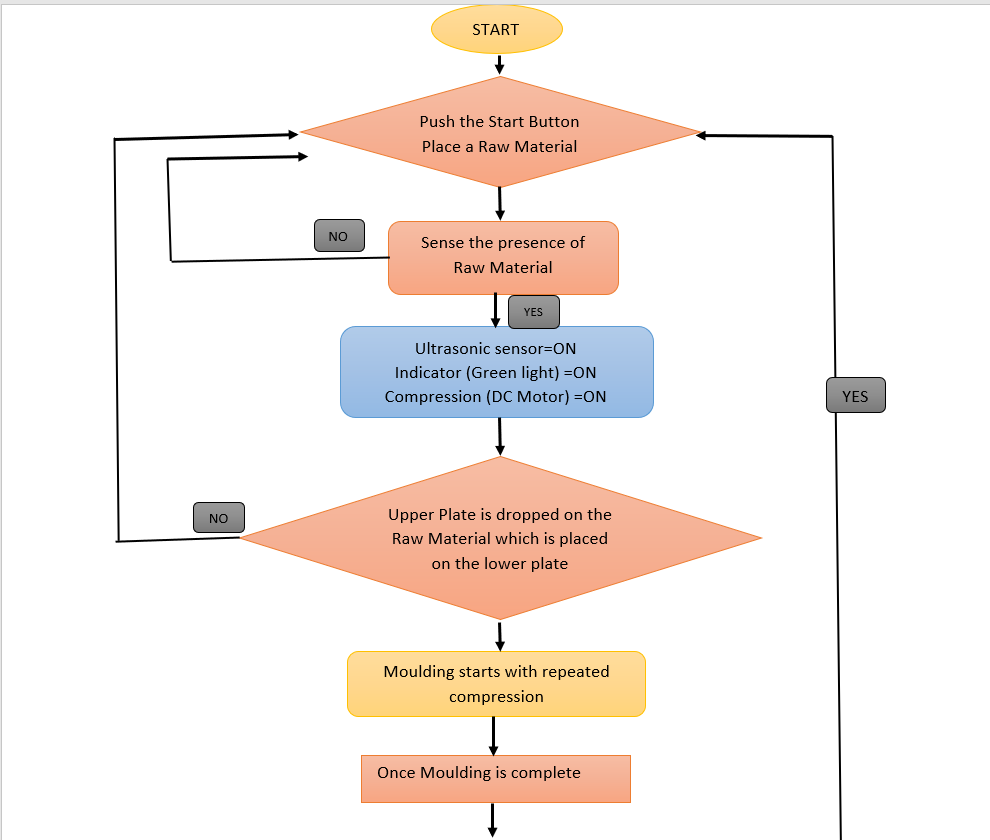 START
Push the Start Button
Place a Raw Material
NO
Sense the presence of
Raw Material
YES
Ultrasonic sensor=ON
Indicator (Green light) =ON
Compression (DC Motor) =ON
YES
NO
Upper Plate is dropped on the
Raw Material which is placed
on the lower plate
Moulding starts with repeated
compression
Once Moulding is complete